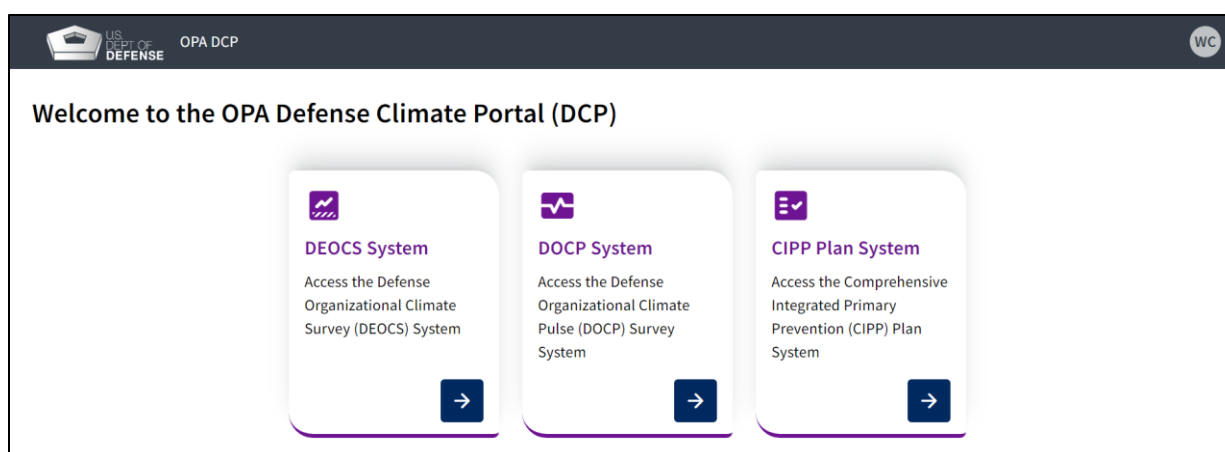 U.S.
DEPT OF
DEFENSE
OPA DCP
WC
Welcome to the OPA Defense Climate Portal (DCP)
DEOCS System
Access the Defense
Organizational Climate
Survey (DEOCS) System
DOCP System
Access the Defense
Organizational Climate
Pulse (DOCP) Survey
System
CIPP Plan System
Access the Comprehensive
Integrated Primary
Prevention (CIPP) Plan
System